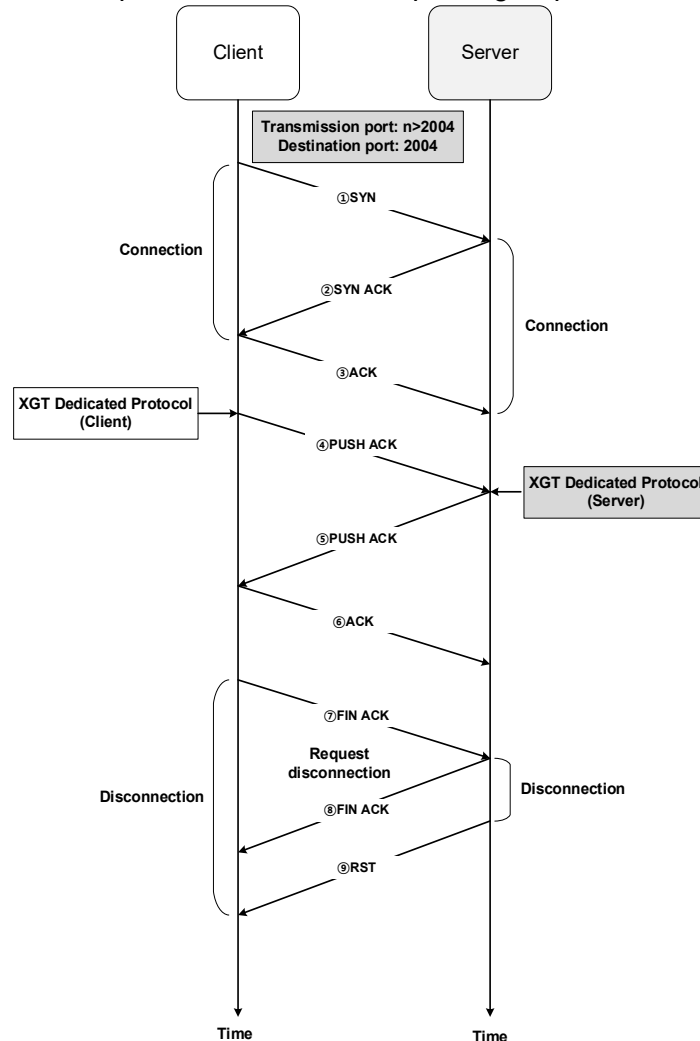 Client
Server
Transmission port: n>2004
Destination port: 2004
①SYN
Connection
②SYN ACK
Connection
③ACK
XGT Dedicated Protocol
(Client)
④PUSH ACK
XGT Dedicated Protocol
(Server)
⑤PUSH ACK
⑥ACK
⑦FIN ACK
Request
disconnection
Disconnection
Disconnection
⑧FIN ACK
⑨RST
Time
Time